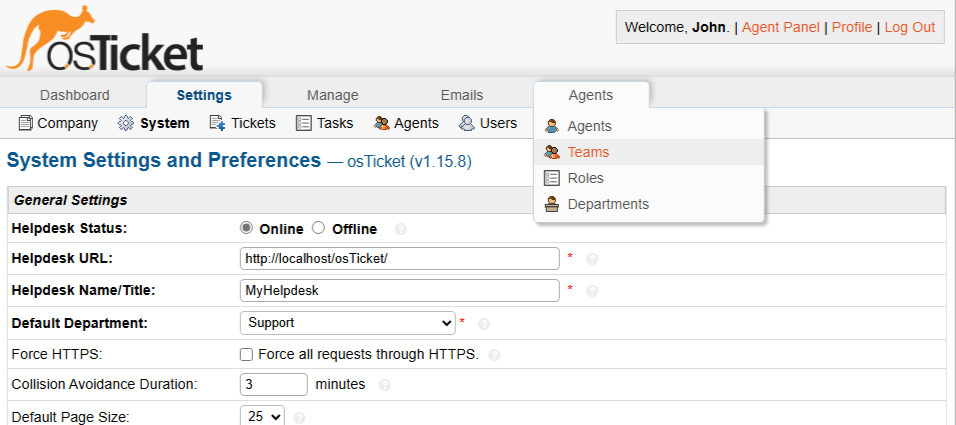 osTicket
Welcome, John. | Agent Panel | Profile | Log Out
Dashboard Settings Manage Emails Agents
Company System Tickets Tasks Agents Users
Agents
Teams
Roles
Departments
System Settings and Preferences — osTicket (v1.15.8)
General Settings
Helpdesk Status: Online Offline ?
Helpdesk URL: http://localhost/osTicket/ * ?
Helpdesk Name/Title: MyHelpdesk * ?
Default Department: Support * ?
Force HTTPS: Force all requests through HTTPS. ?
Collision Avoidance Duration: 3 minutes ?
Default Page Size: 25 ?